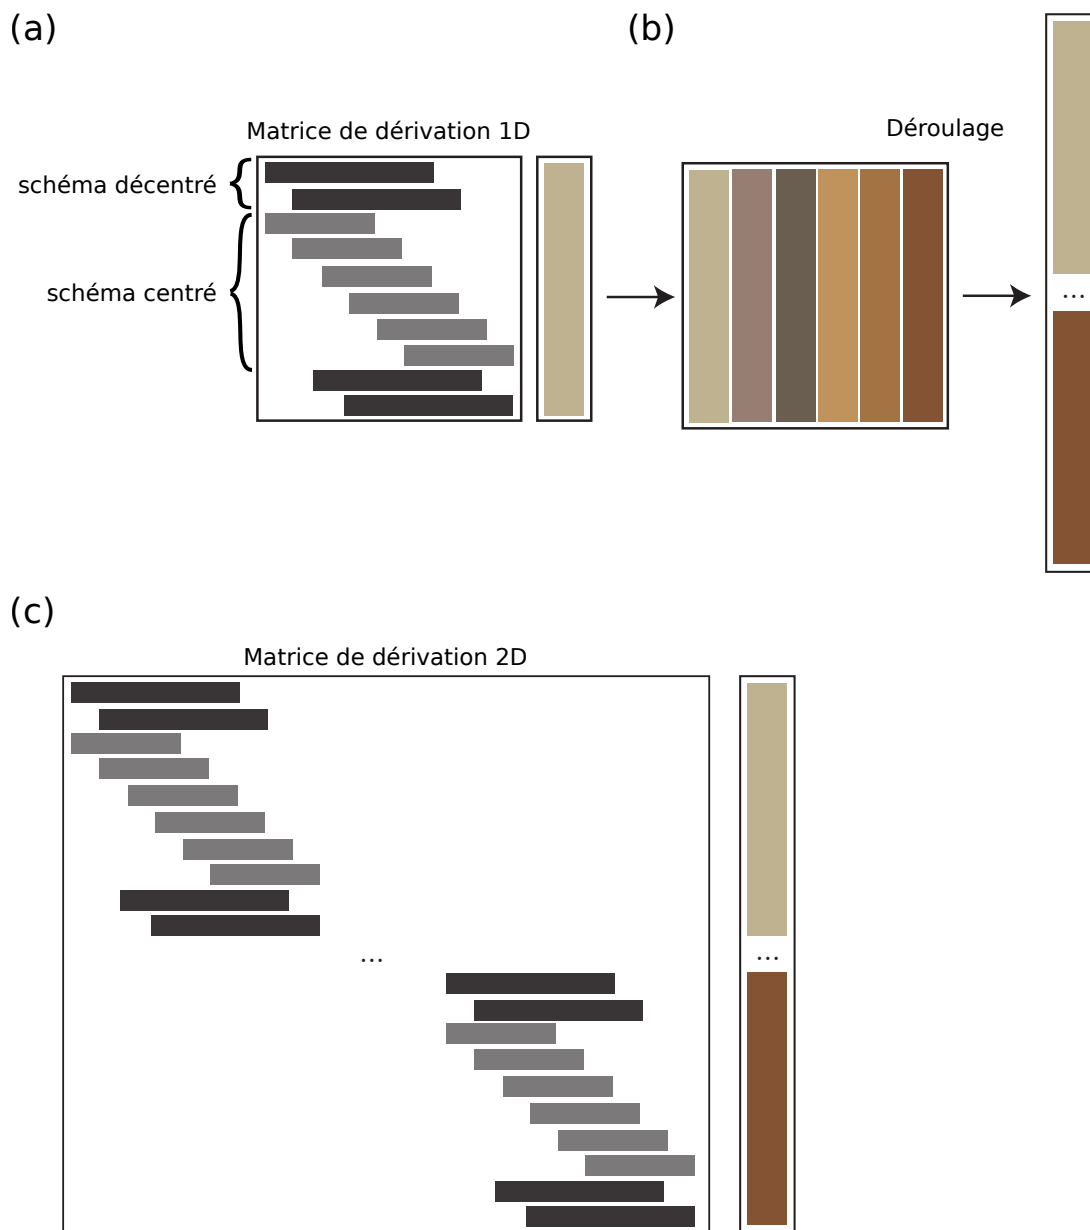 (a)
(b)
Matrice de dérivation 1D
Déroulage
schéma décentré
schéma centré
...
(c)
Matrice de dérivation 2D
...
...